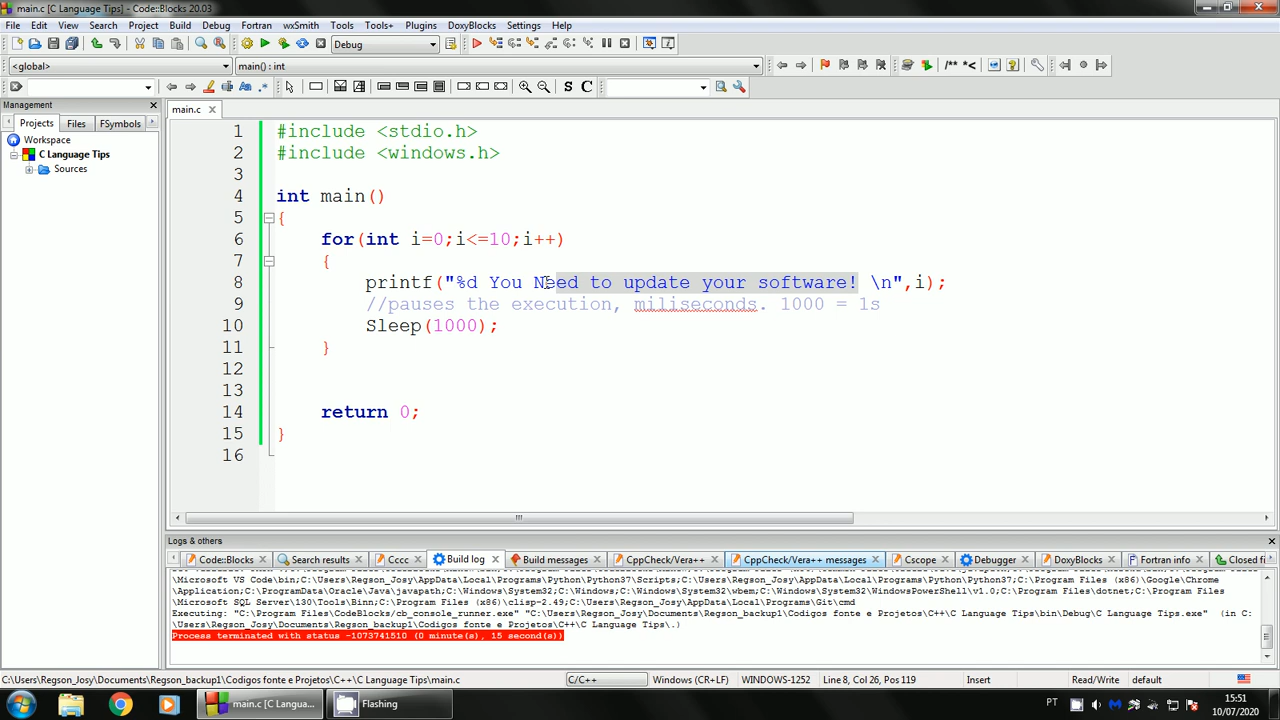 main.c [C Language Tips] - Code::Blocks 20.03
File Edit View Search Project Build Debug Fortran wxSmith Tools Tools+ Plugins DoxyBlocks Settings Help
Debug
<global> main() : int
/** *<
Aa .* S C
Management
Projects Files FSymbols
Workspace
C Language Tips
Sources
main.c
1 #include <stdio.h>
2 #include <windows.h>
3
4 int main()
5 {
6 for(int i=0;i<=10;i++)
7 {
8 printf("%d You Need to update your software! \n",i);
9 //pauses the execution, miliseconds. 1000 = 1s
10 Sleep(1000);
11 }
12
13
14 return 0;
15 }
16
Logs & others
Code::Blocks Search results Cccc Build log Build messages CppCheck/Vera++ CppCheck/Vera++ messages Cscope Debugger DoxyBlocks Fortran info Closed fi
\Microsoft VS Code\bin;C:\Users\Regson_Josy\AppData\Local\Programs\Python\Python37\Scripts;C:\Users\Regson_Josy\AppData\Local\Programs\Python\Python37;C:\Program Files (x86)\Google\Chrome
\Application;C:\ProgramData\Oracle\Java\javapath;C:\Windows\System32;C:\Windows;C:\Windows\System32\wbem;C:\Windows\System32\WindowsPowerShell\v1.0;C:\Program Files\dotnet;C:\Program Files
\Microsoft SQL Server\130\Tools\Binn;C:\Program Files (x86)\clisp-2.49;C:\Program Files\Git\cmd
Executing: "C:\Program Files\CodeBlocks/cb_console_runner.exe" "C:\Users\Regson_Josy\Documents\Regson_backup1\Codigos fonte e Projetos\C++\C Language Tips\bin\Debug\C Language Tips.exe" (in C:
\Users\Regson_Josy\Documents\Regson_backup1\Codigos fonte e Projetos\C++\C Language Tips\.)
Process terminated with status -1073741510 (0 minute(s), 15 second(s))
C:\Users\Regson_Josy\Documents\Regson_backup1\Codigos fonte e Projetos\C++\C Language Tips\main.c C/C++ Windows (CR+LF) WINDOWS-1252 Line 8, Col 26, Pos 119 Insert Read/Write default
main.c [C Langua... Flashing PT 15:51
10/07/2020